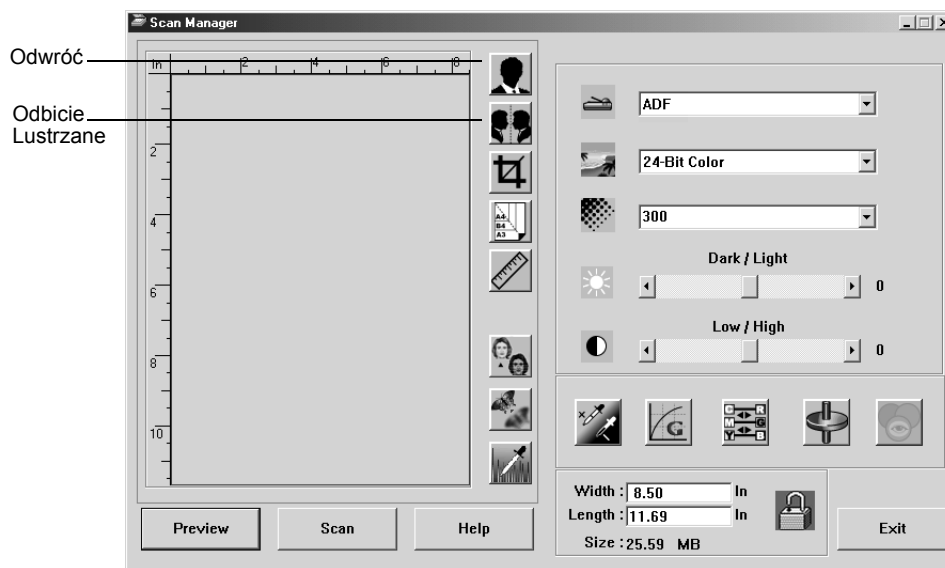 Scan Manager
Odwróć
Odbicie
Lustrzane
In 2 4 6 8
2
4
6
8
10
A4
B4
A3
ADF
24-Bit Color
300
Dark / Light
0
Low / High
0
G
C R
M G
Y B
Width : 8.50 In
Length : 11.69 In
Size : 25.59 MB
Preview Scan Help Exit